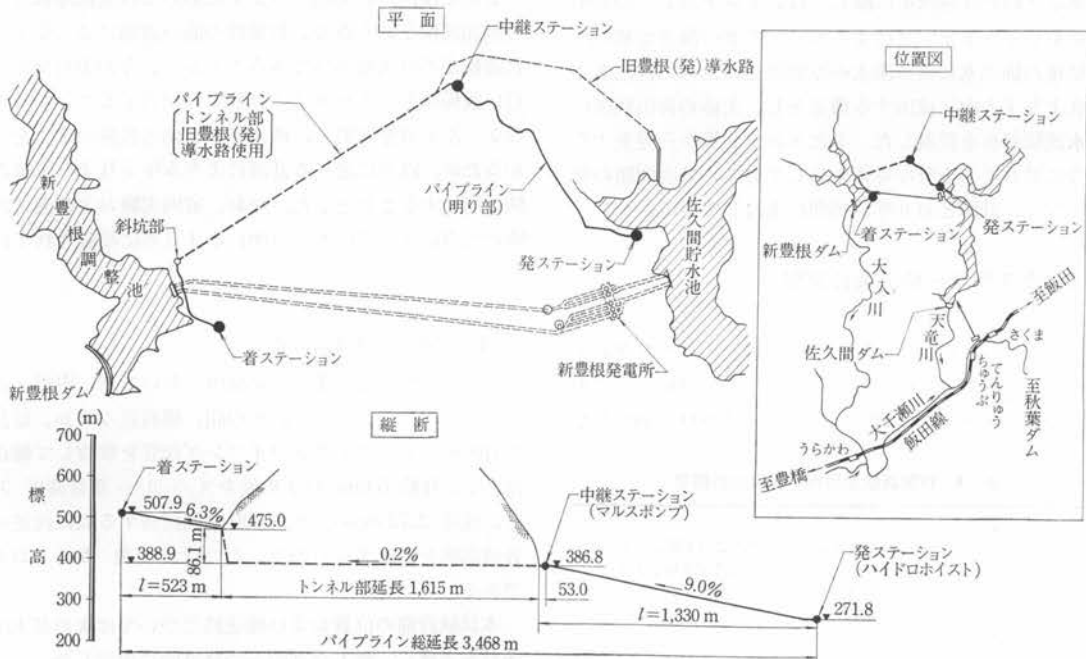 平面
中継ステーション
旧豊根(発)導水路
パイプライン
トンネル部
旧豊根(発)
導水路使用
新豊根調整池
斜坑部
パイプライン
(明り部)
佐久間貯水池
発ステーション
着ステーション
新豊根発電所
新豊根ダム
位置図
中継ステーション
新豊根ダム
着ステーション
発ステーション
大入川
至飯田
佐久間ダム
天竜川
さくま
ちゅうぶ
てんりゅう
至秋葉ダム
大千瀬川
飯田線
うらかわ
至豊橋
縦断
(m)
700
600
500
400
300
200
標高
着ステーション
507.9
6.3%
475.0
388.9
86.1 m
0.2%
l=523 m
トンネル部延長 1,615 m
中継ステーション
(マルスポンプ)
386.8
53.0
9.0%
l=1,330 m
発ステーション
(ハイドロホイスト)
271.8
パイプライン総延長 3,468 m